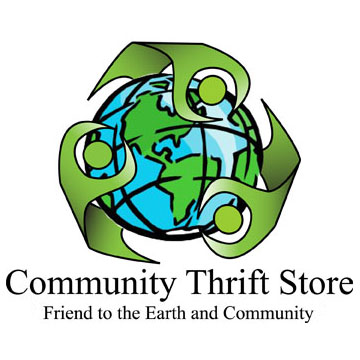 Community Thrift Store
Friend to the Earth and Community